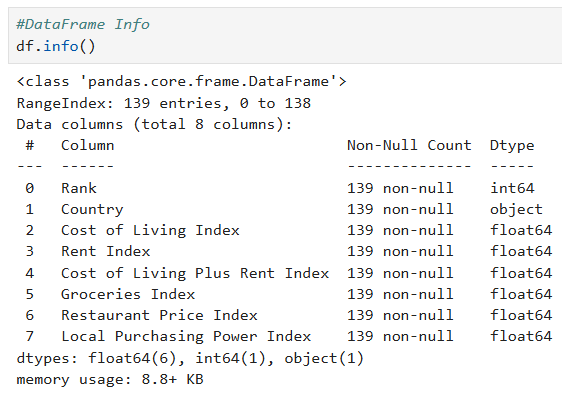 #DataFrame Info
df.info()
<class 'pandas.core.frame.DataFrame'>
RangeIndex: 139 entries, 0 to 138
Data columns (total 8 columns):
 #   Column                           Non-Null Count  Dtype
---  ------                           --------------  -----
 0   Rank                             139 non-null    int64
 1   Country                          139 non-null    object
 2   Cost of Living Index             139 non-null    float64
 3   Rent Index                       139 non-null    float64
 4   Cost of Living Plus Rent Index   139 non-null    float64
 5   Groceries Index                  139 non-null    float64
 6   Restaurant Price Index           139 non-null    float64
 7   Local Purchasing Power Index     139 non-null    float64
dtypes: float64(6), int64(1), object(1)
memory usage: 8.8+ KB